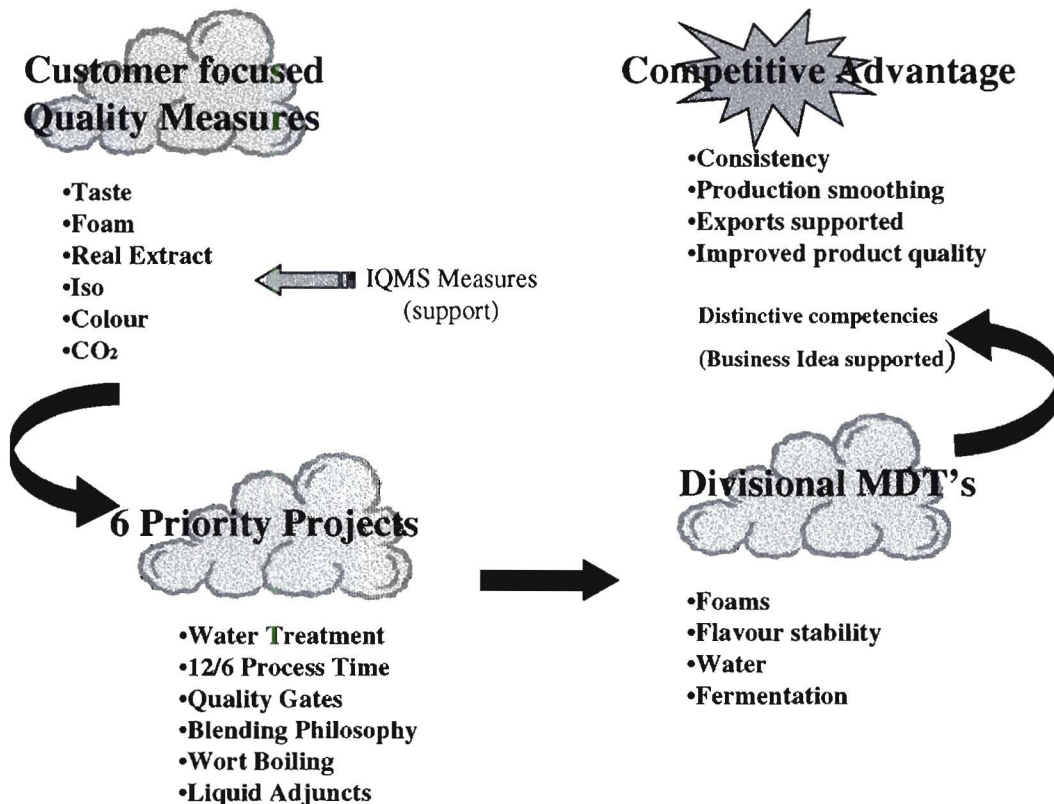 Customer focused
Quality Measures
•Taste
•Foam
•Real Extract
•Iso
•Colour
•CO₂
IQMS Measures
(support)
Competitive Advantage
•Consistency
•Production smoothing
•Exports supported
•Improved product quality
Distinctive competencies
(Business Idea supported)
6 Priority Projects
•Water Treatment
•12/6 Process Time
•Quality Gates
•Blending Philosophy
•Wort Boiling
•Liquid Adjuncts
Divisional MDT's
•Foams
•Flavour stability
•Water
•Fermentation